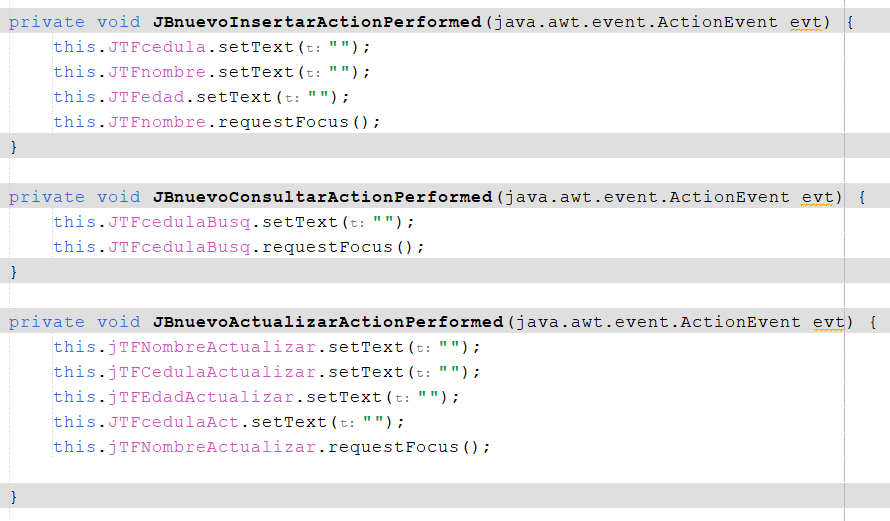 private void JBnuevoInsertarActionPerformed(java.awt.event.ActionEvent evt) {
    this.JTFcedula.setText(t: "");
    this.JTFnombre.setText(t: "");
    this.JTFedad.setText(t: "");
    this.JTFnombre.requestFocus();
}
private void JBnuevoConsultarActionPerformed(java.awt.event.ActionEvent evt) {
    this.JTFcedulaBusq.setText(t: "");
    this.JTFcedulaBusq.requestFocus();
}
private void JBnuevoActualizarActionPerformed(java.awt.event.ActionEvent evt) {
    this.jTFNombreActualizar.setText(t: "");
    this.jTFCedulaActualizar.setText(t: "");
    this.jTFEdadActualizar.setText(t: "");
    this.JTFcedulaAct.setText(t: "");
    this.jTFNombreActualizar.requestFocus();
}